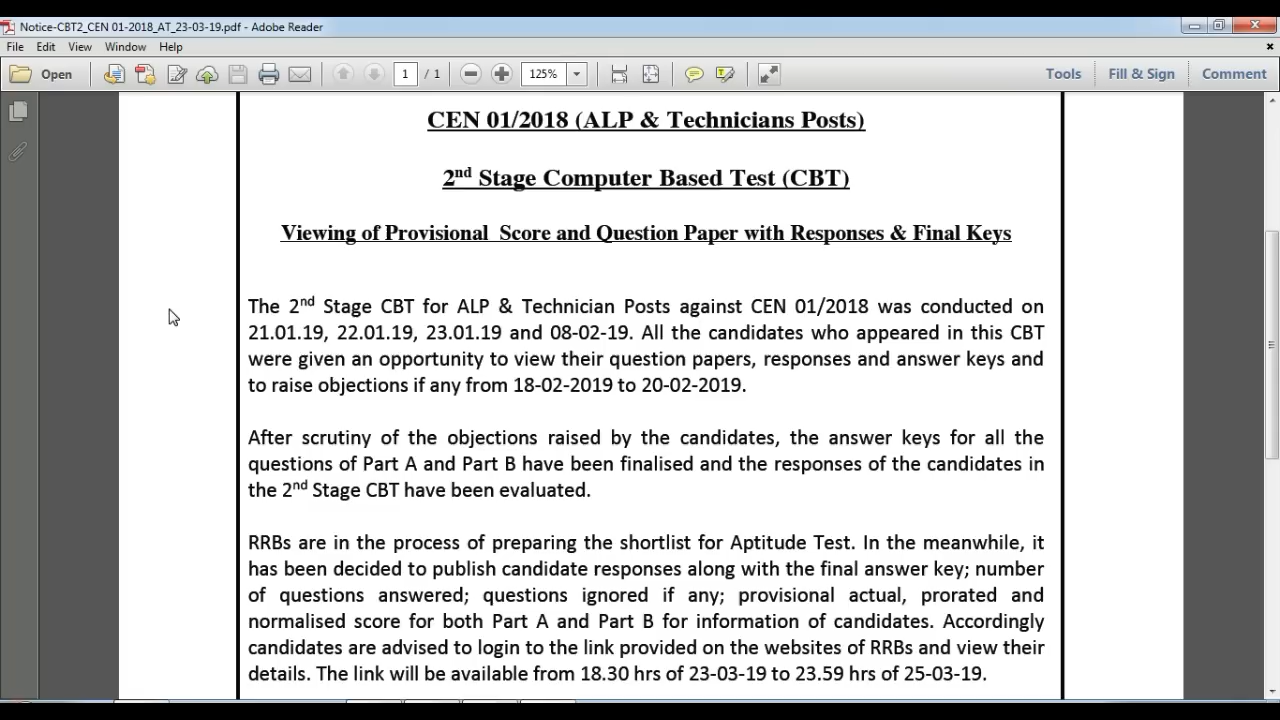 Notice-CBT2_CEN 01-2018_AT_23-03-19.pdf - Adobe Reader
File Edit View Window Help
Open 1 / 1 125% Tools Fill & Sign Comment
CEN 01/2018 (ALP & Technicians Posts)
2nd Stage Computer Based Test (CBT)
Viewing of Provisional Score and Question Paper with Responses & Final Keys
The 2nd Stage CBT for ALP & Technician Posts against CEN 01/2018 was conducted on
21.01.19, 22.01.19, 23.01.19 and 08-02-19. All the candidates who appeared in this CBT
were given an opportunity to view their question papers, responses and answer keys and
to raise objections if any from 18-02-2019 to 20-02-2019.
After scrutiny of the objections raised by the candidates, the answer keys for all the
questions of Part A and Part B have been finalised and the responses of the candidates in
the 2nd Stage CBT have been evaluated.
RRBs are in the process of preparing the shortlist for Aptitude Test. In the meanwhile, it
has been decided to publish candidate responses along with the final answer key; number
of questions answered; questions ignored if any; provisional actual, prorated and
normalised score for both Part A and Part B for information of candidates. Accordingly
candidates are advised to login to the link provided on the websites of RRBs and view their
details. The link will be available from 18.30 hrs of 23-03-19 to 23.59 hrs of 25-03-19.